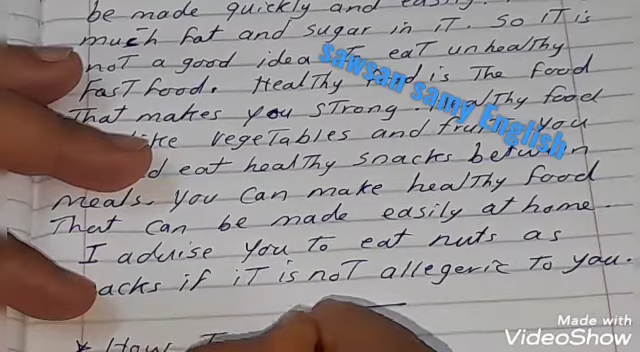 be made quickly and
much fat and sugar in it. So it is
not a good idea To eat unhealthy
fast food. Healthy food is The food
That makes you strong. Healthy food
like vegetables and fruit you
eat healthy snacks between
meals. You can make healthy food
That can be made easily at home.
I advise you To eat nuts as
if iT is noT allegeric To you.
* How
sawsan samy English
Made with
VideoShow